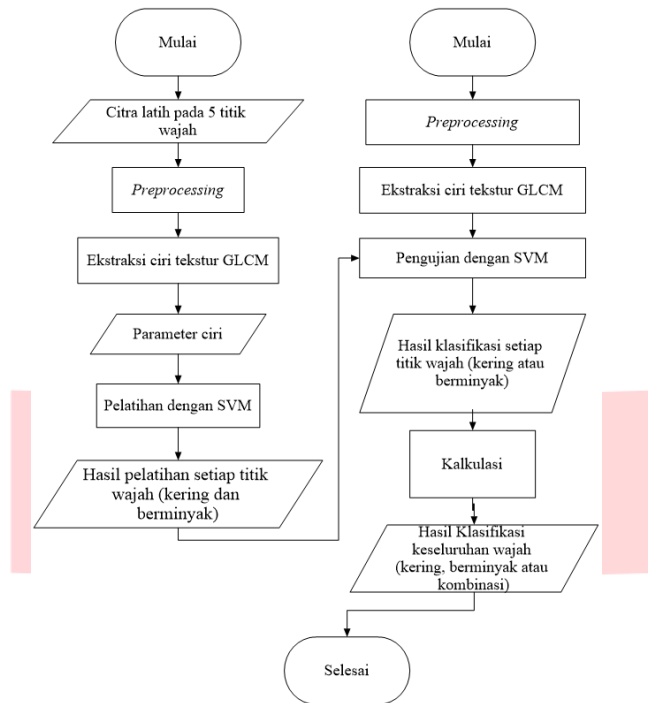 Mulai
Citra latih pada 5 titik
wajah
Preprocessing
Ekstraksi ciri tekstur GLCM
Parameter ciri
Pelatihan dengan SVM
Hasil pelatihan setiap titik
wajah (kering dan
berminyak)
Mulai
Preprocessing
Ekstraksi ciri tekstur GLCM
Pengujian dengan SVM
Hasil klasifikasi setiap
titik wajah (kering atau
berminyak)
Kalkulasi
Hasil Klasifikasi
keseluruhan wajah
(kering, berminyak atau
kombinasi)
Selesai